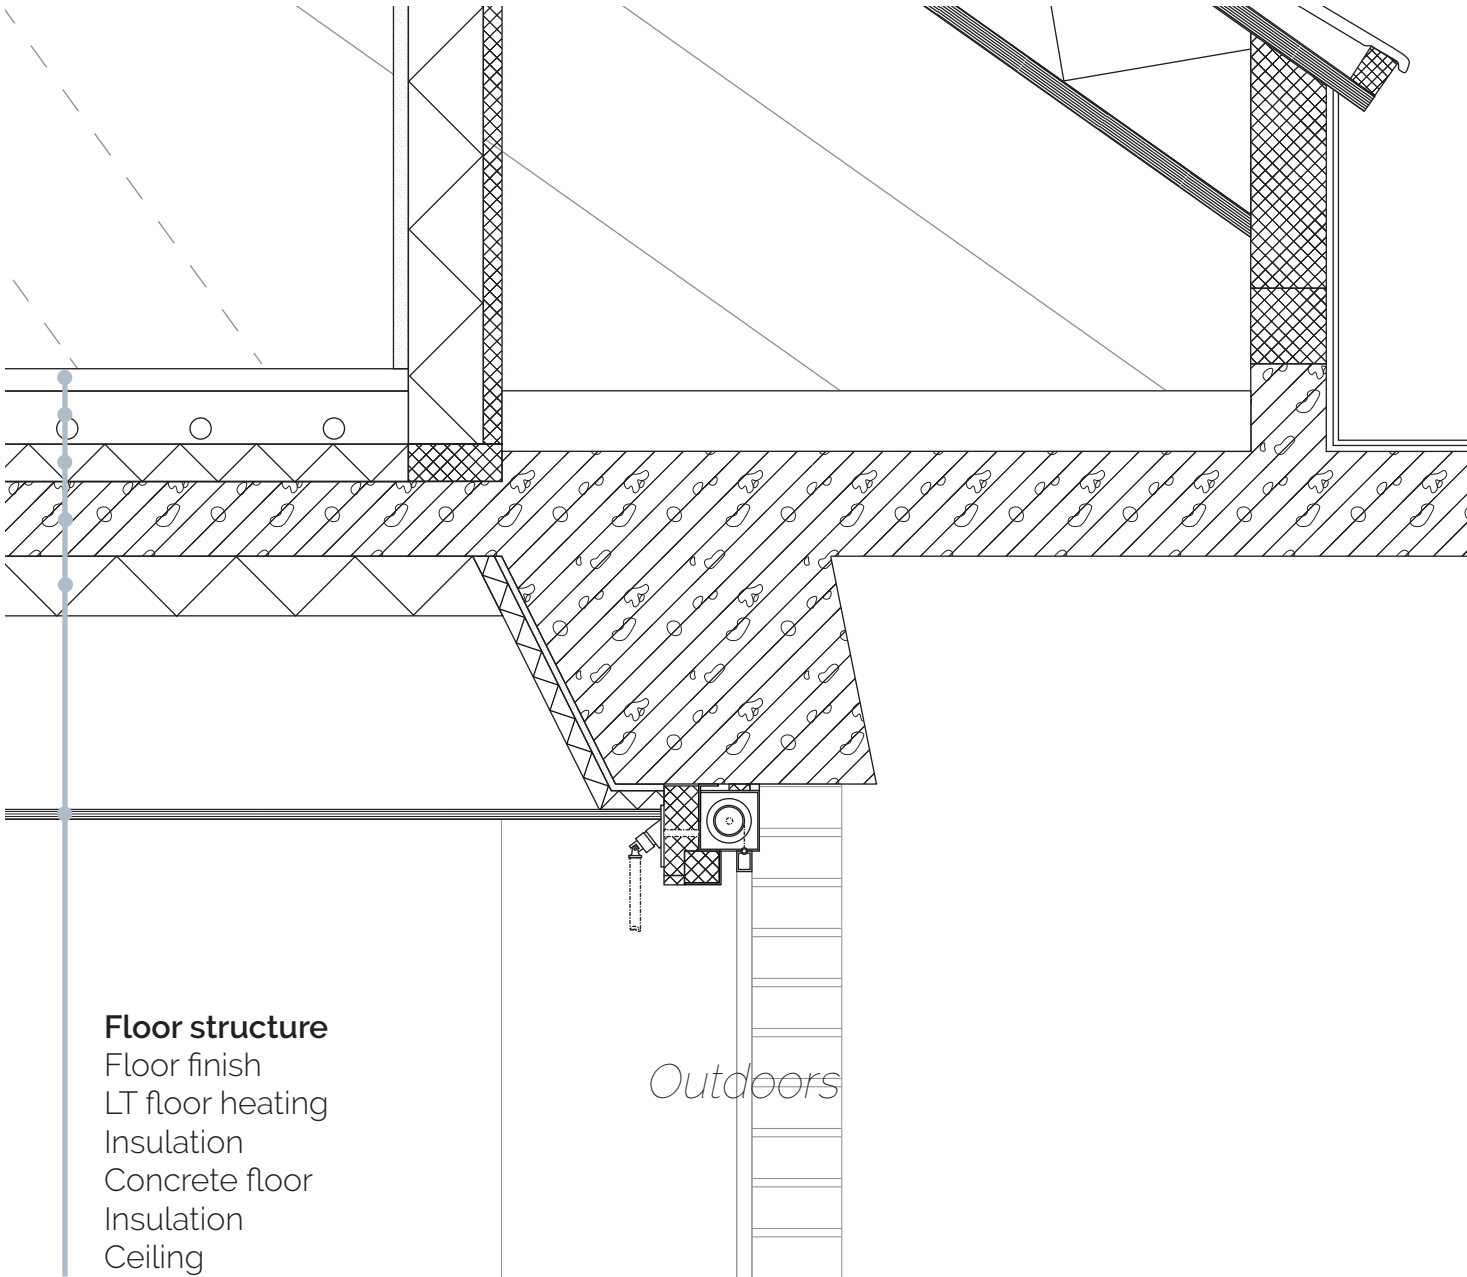 Floor structure
Floor finish
LT floor heating
Insulation
Concrete floor
Insulation
Ceiling
Outdoors